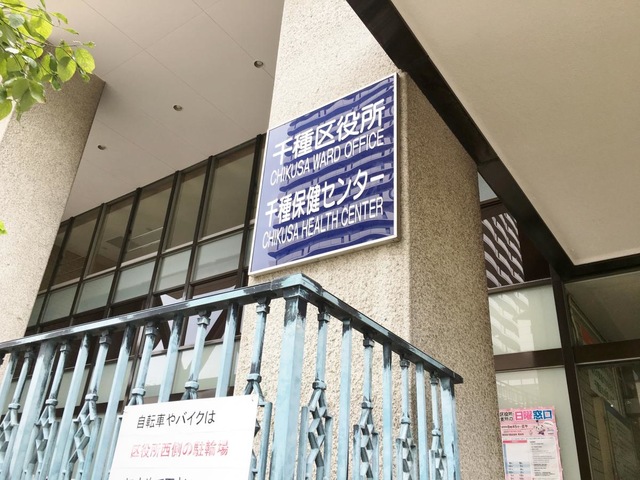 千種区役所
CHIKUSA WARD OFFICE
千種保健センター
CHIKUSA HEALTH CENTER
自転車やバイクは
区役所西側の駐輪場
日曜窓口